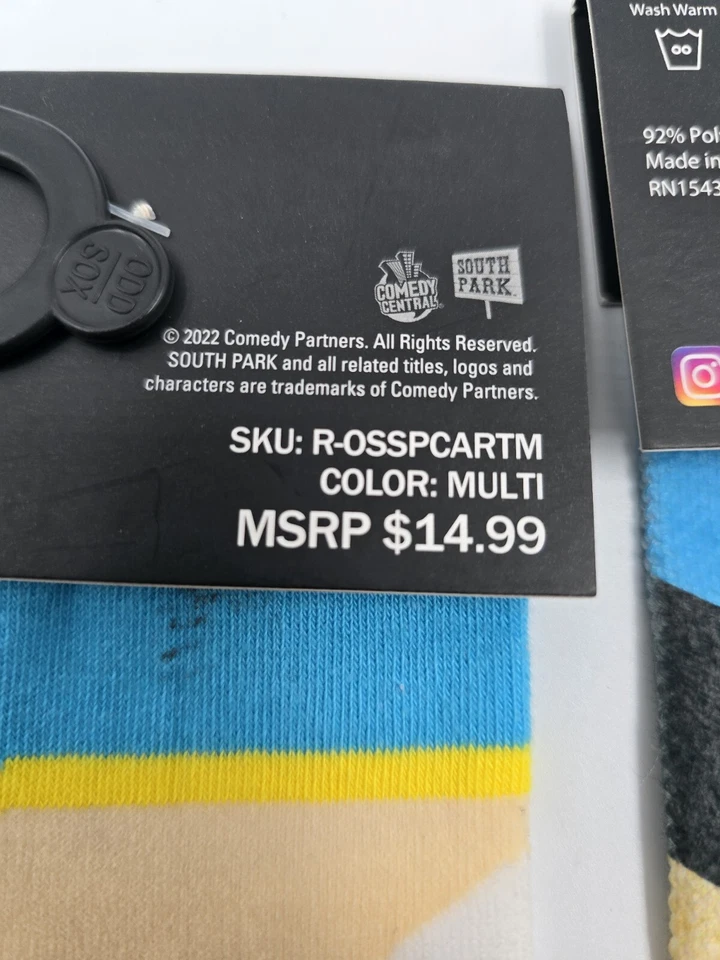 Wash Warm
92% Pol
Made in
RN1543
ODD
SOX
COMEDY
CENTRAL
SOUTH
PARK
© 2022 Comedy Partners. All Rights Reserved.
SOUTH PARK and all related titles, logos and
characters are trademarks of Comedy Partners.
SKU: R-OSSPCARTM
COLOR: MULTI
MSRP $14.99